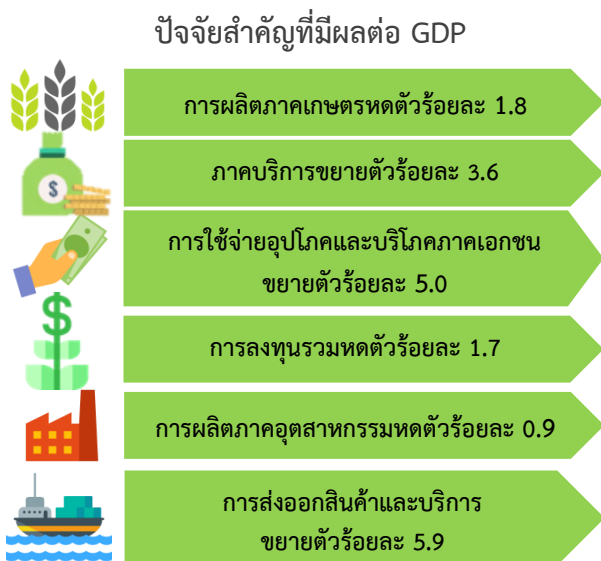 ปัจจัยสำคัญที่มีผลต่อ GDP
การผลิตภาคเกษตรหดตัวร้อยละ 1.8
$
ภาคบริการขยายตัวร้อยละ 3.6
การใช้จ่ายอุปโภคและบริโภคภาคเอกชน
ขยายตัวร้อยละ 5.0
$
การลงทุนรวมหดตัวร้อยละ 1.7
การผลิตภาคอุตสาหกรรมหดตัวร้อยละ 0.9
การส่งออกสินค้าและบริการ
ขยายตัวร้อยละ 5.9